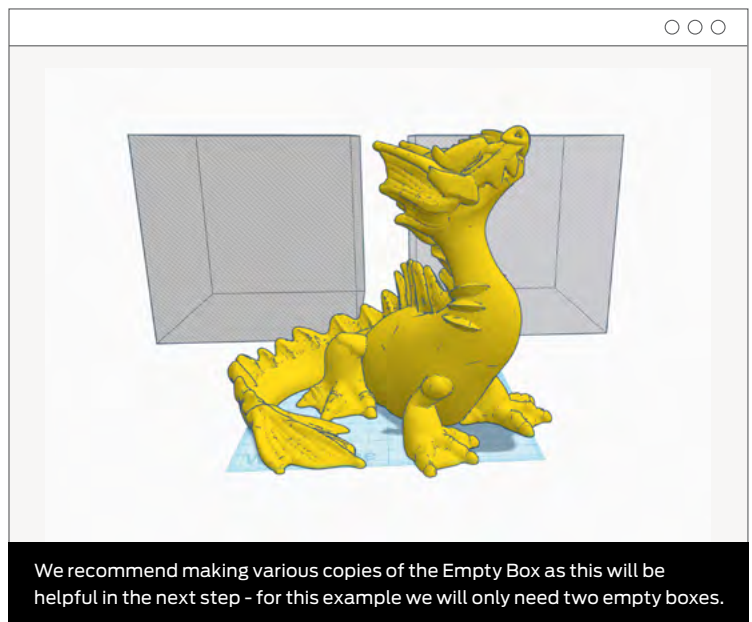 We recommend making various copies of the Empty Box as this will be
helpful in the next step - for this example we will only need two empty boxes.